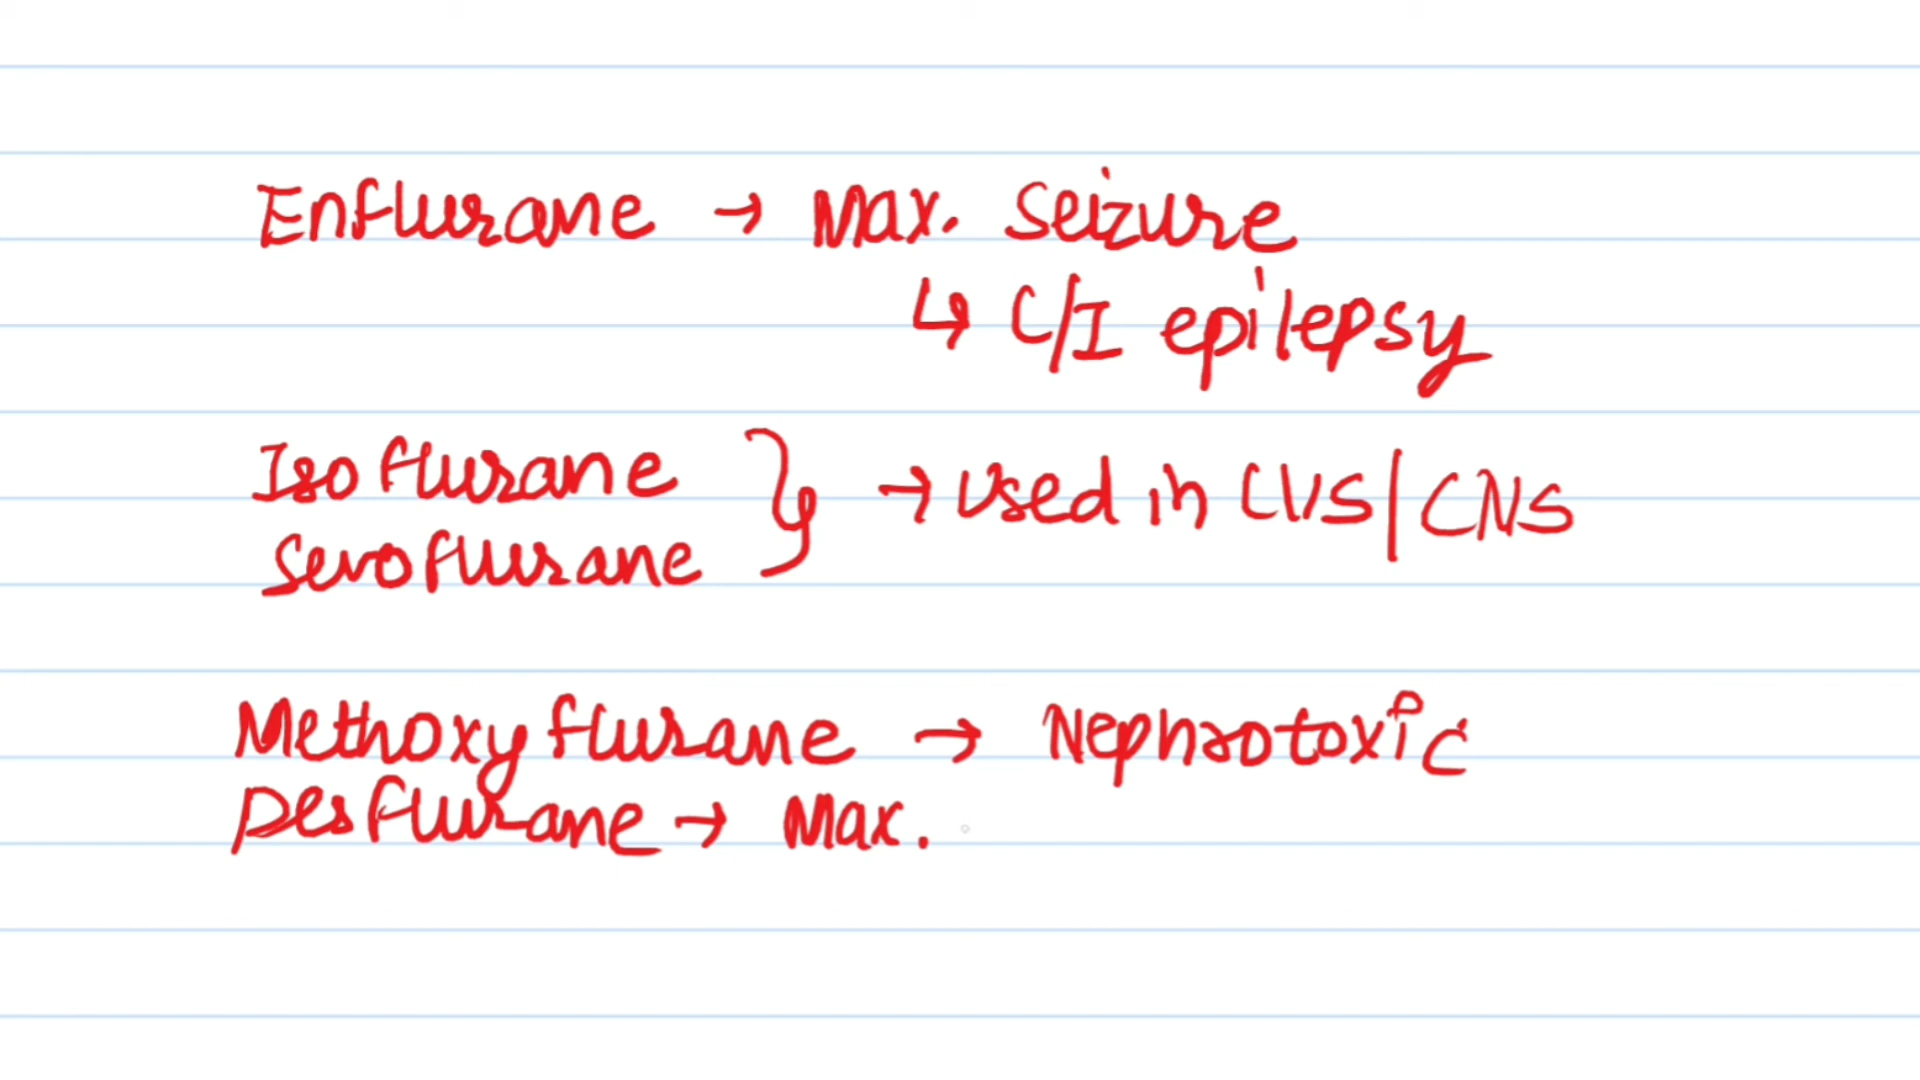 Enflurane → Max. Seizure
↳ C/I epilepsy
Isoflurane
Sevoflurane } → Used in CVS/CNS
Methoxyflurane → Nephrotoxic
Desflurane → Max.